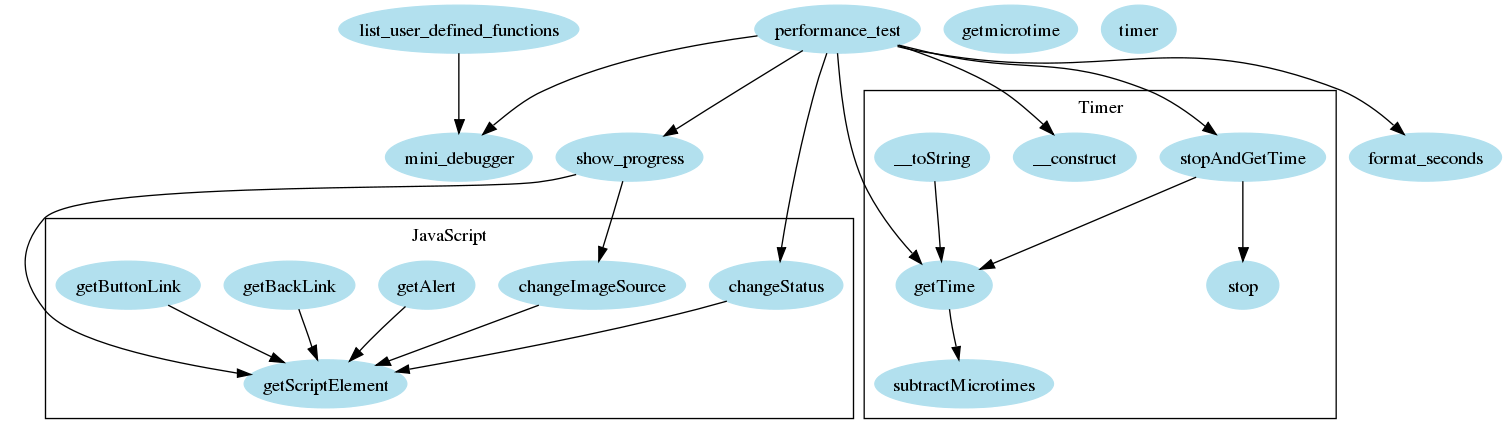 list_user_defined_functions
performance_test
getmicrotime
timer
Timer
mini_debugger
show_progress
__toString
__construct
stopAndGetTime
format_seconds
JavaScript
getButtonLink
getBackLink
getAlert
changeImageSource
changeStatus
getTime
stop
getScriptElement
subtractMicrotimes